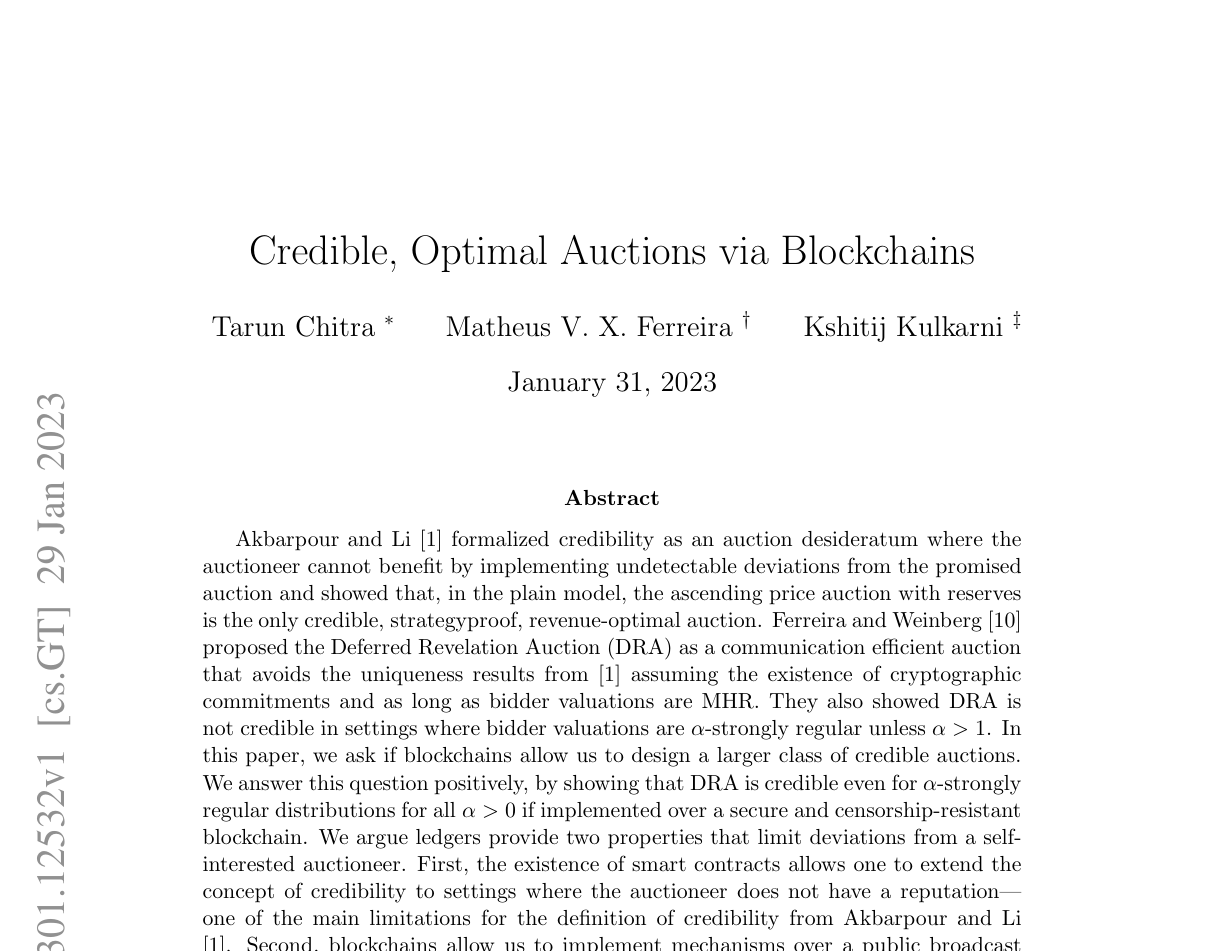 Credible, Optimal Auctions via Blockchains
Tarun Chitra * Matheus V. X. Ferreira † Kshitij Kulkarni ‡
January 31, 2023
Abstract
Akbarpour and Li [1] formalized credibility as an auction desideratum where the
auctioneer cannot benefit by implementing undetectable deviations from the promised
auction and showed that, in the plain model, the ascending price auction with reserves
is the only credible, strategyproof, revenue-optimal auction. Ferreira and Weinberg [10]
proposed the Deferred Revelation Auction (DRA) as a communication efficient auction
that avoids the uniqueness results from [1] assuming the existence of cryptographic
commitments and as long as bidder valuations are MHR. They also showed DRA is
not credible in settings where bidder valuations are α-strongly regular unless α > 1. In
this paper, we ask if blockchains allow us to design a larger class of credible auctions.
We answer this question positively, by showing that DRA is credible even for α-strongly
regular distributions for all α > 0 if implemented over a secure and censorship-resistant
blockchain. We argue ledgers provide two properties that limit deviations from a self-
interested auctioneer. First, the existence of smart contracts allows one to extend the
concept of credibility to settings where the auctioneer does not have a reputation—
one of the main limitations for the definition of credibility from Akbarpour and Li
[1]. Second, blockchains allow us to implement mechanisms over a public broadcast
301.12532v1 [cs.GT] 29 Jan 2023